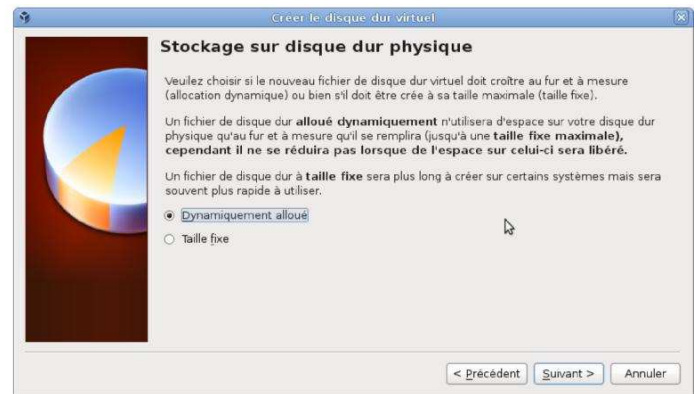 Créer le disque dur virtuel
Stockage sur disque dur physique
Veuilez choisir si le nouveau fichier de disque dur virtuel doit croître au fur et à mesure
(allocation dynamique) ou bien s'il doit être crée à sa taille maximale (taille fixe).
Un fichier de disque dur alloué dynamiquement n'utilisera d'espace sur votre disque dur
physique qu'au fur et à mesure qu'il se remplira (jusqu'à une taille fixe maximale),
cependant il ne se réduira pas lorsque de l'espace sur celui-ci sera libéré.
Un fichier de disque dur à taille fixe sera plus long à créer sur certains systèmes mais sera
souvent plus rapide à utiliser.
Dynamiquement alloué
Taille fixe
< Précédent
Suivant >
Annuler